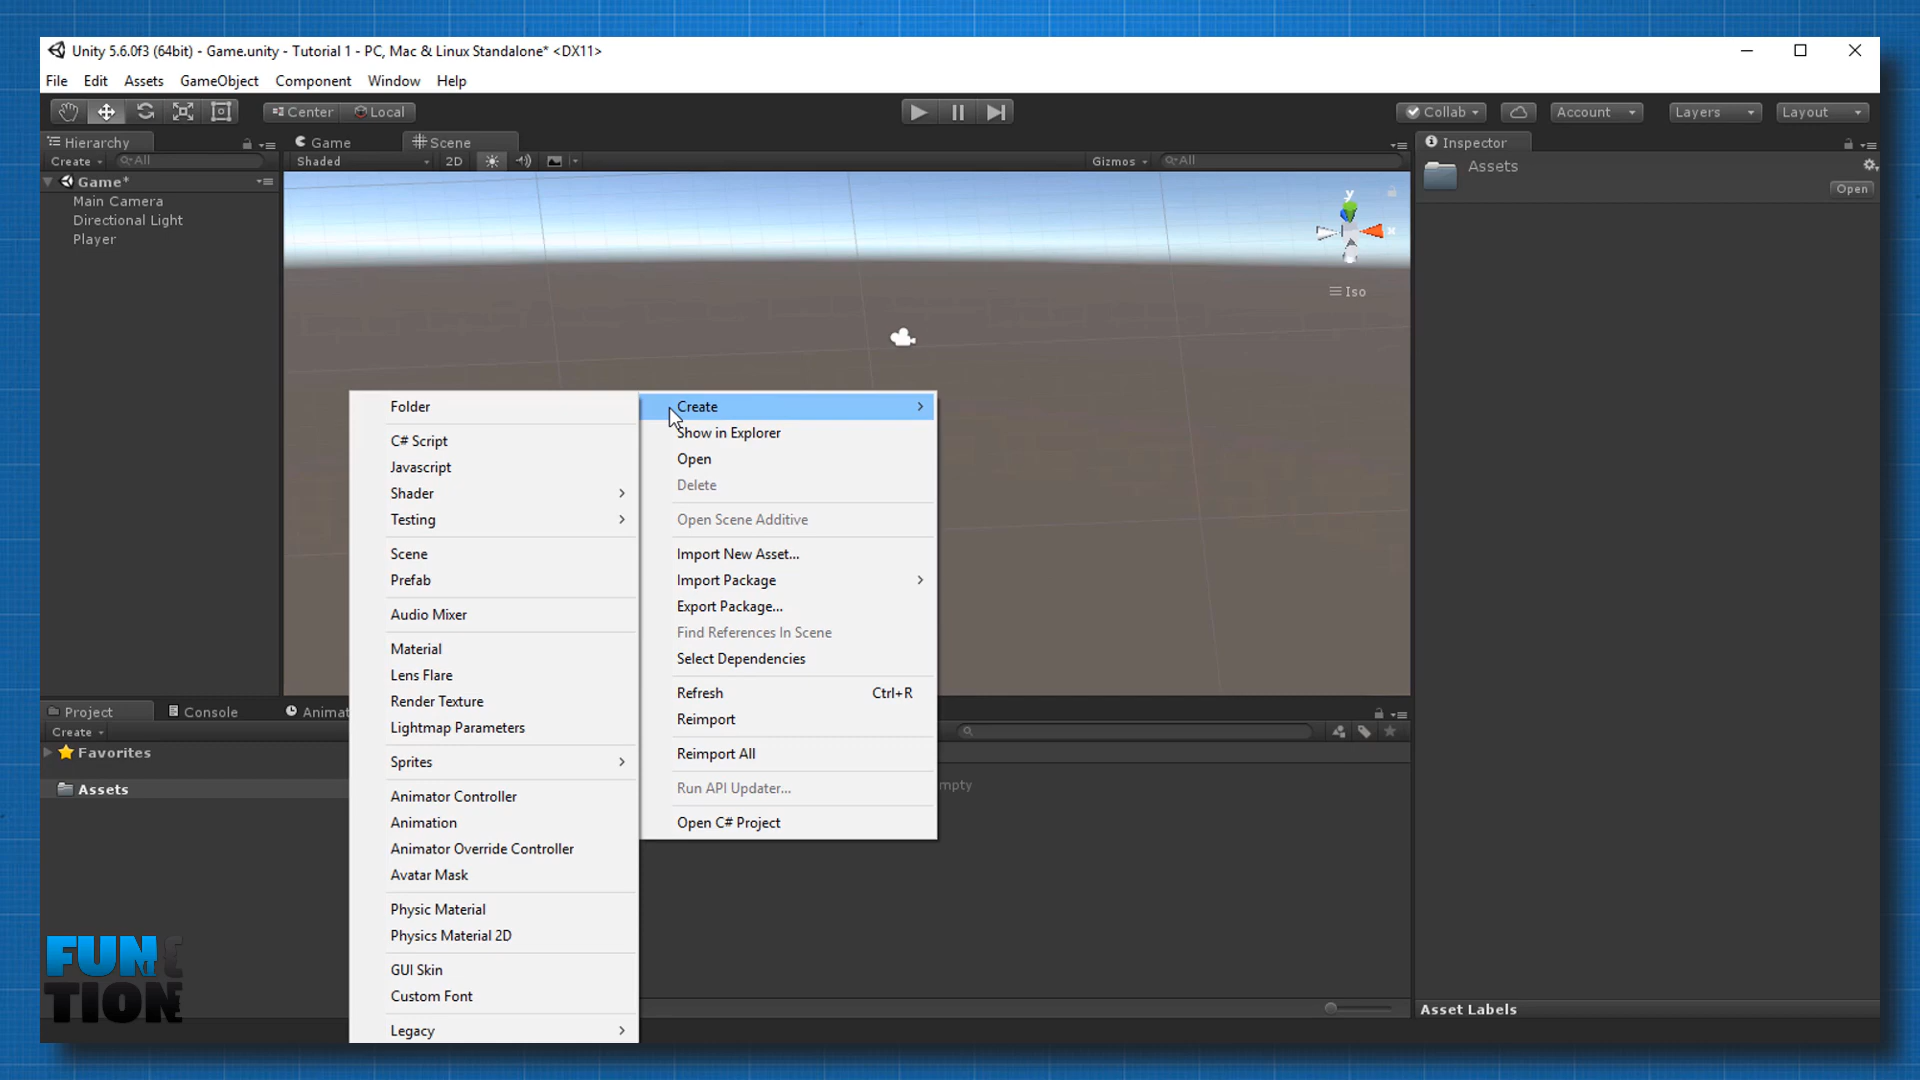 Unity 5.6.0f3 (64bit) - Game.unity - Tutorial 1 - PC, Mac & Linux Standalone* <DX11>
File Edit Assets GameObject Component Window Help
Center Local
Collab Account Layers Layout
Hierarchy
Game Scene
Inspector
Create All
Shaded 2D
Gizmos All
Assets
Open
Game*
Main Camera
Directional Light
Player
y
x
Iso
Folder
C# Script
Javascript
Shader
Testing
Scene
Prefab
Audio Mixer
Material
Lens Flare
Render Texture
Lightmap Parameters
Sprites
Animator Controller
Animation
Animator Override Controller
Avatar Mask
Physic Material
Physics Material 2D
GUI Skin
Custom Font
Legacy
Create
Show in Explorer
Open
Delete
Open Scene Additive
Import New Asset...
Import Package
Export Package...
Find References In Scene
Select Dependencies
Refresh Ctrl+R
Reimport
Reimport All
Run API Updater...
Open C# Project
Project Console Animat
Create
Favorites
Assets
mpty
FUN
TION
Asset Labels